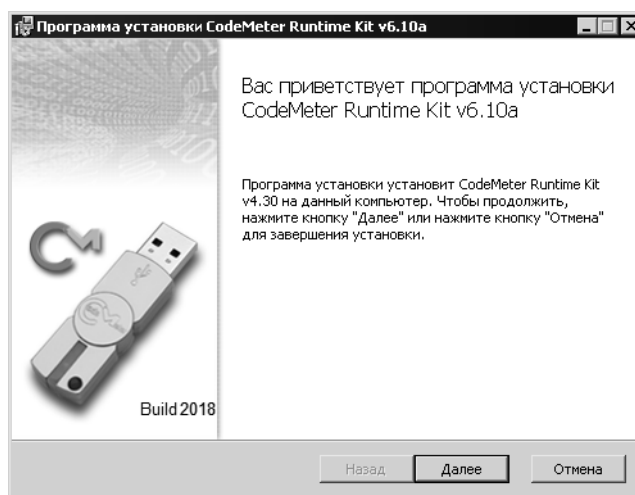 Программа установки CodeMeter Runtime Kit v6.10a
Вас приветствует программа установки
CodeMeter Runtime Kit v6.10a
Программа установки установит CodeMeter Runtime Kit
v4.30 на данный компьютер. Чтобы продолжить,
нажмите кнопку "Далее" или нажмите кнопку "Отмена"
для завершения установки.
Build 2018
Назад
Далее
Отмена